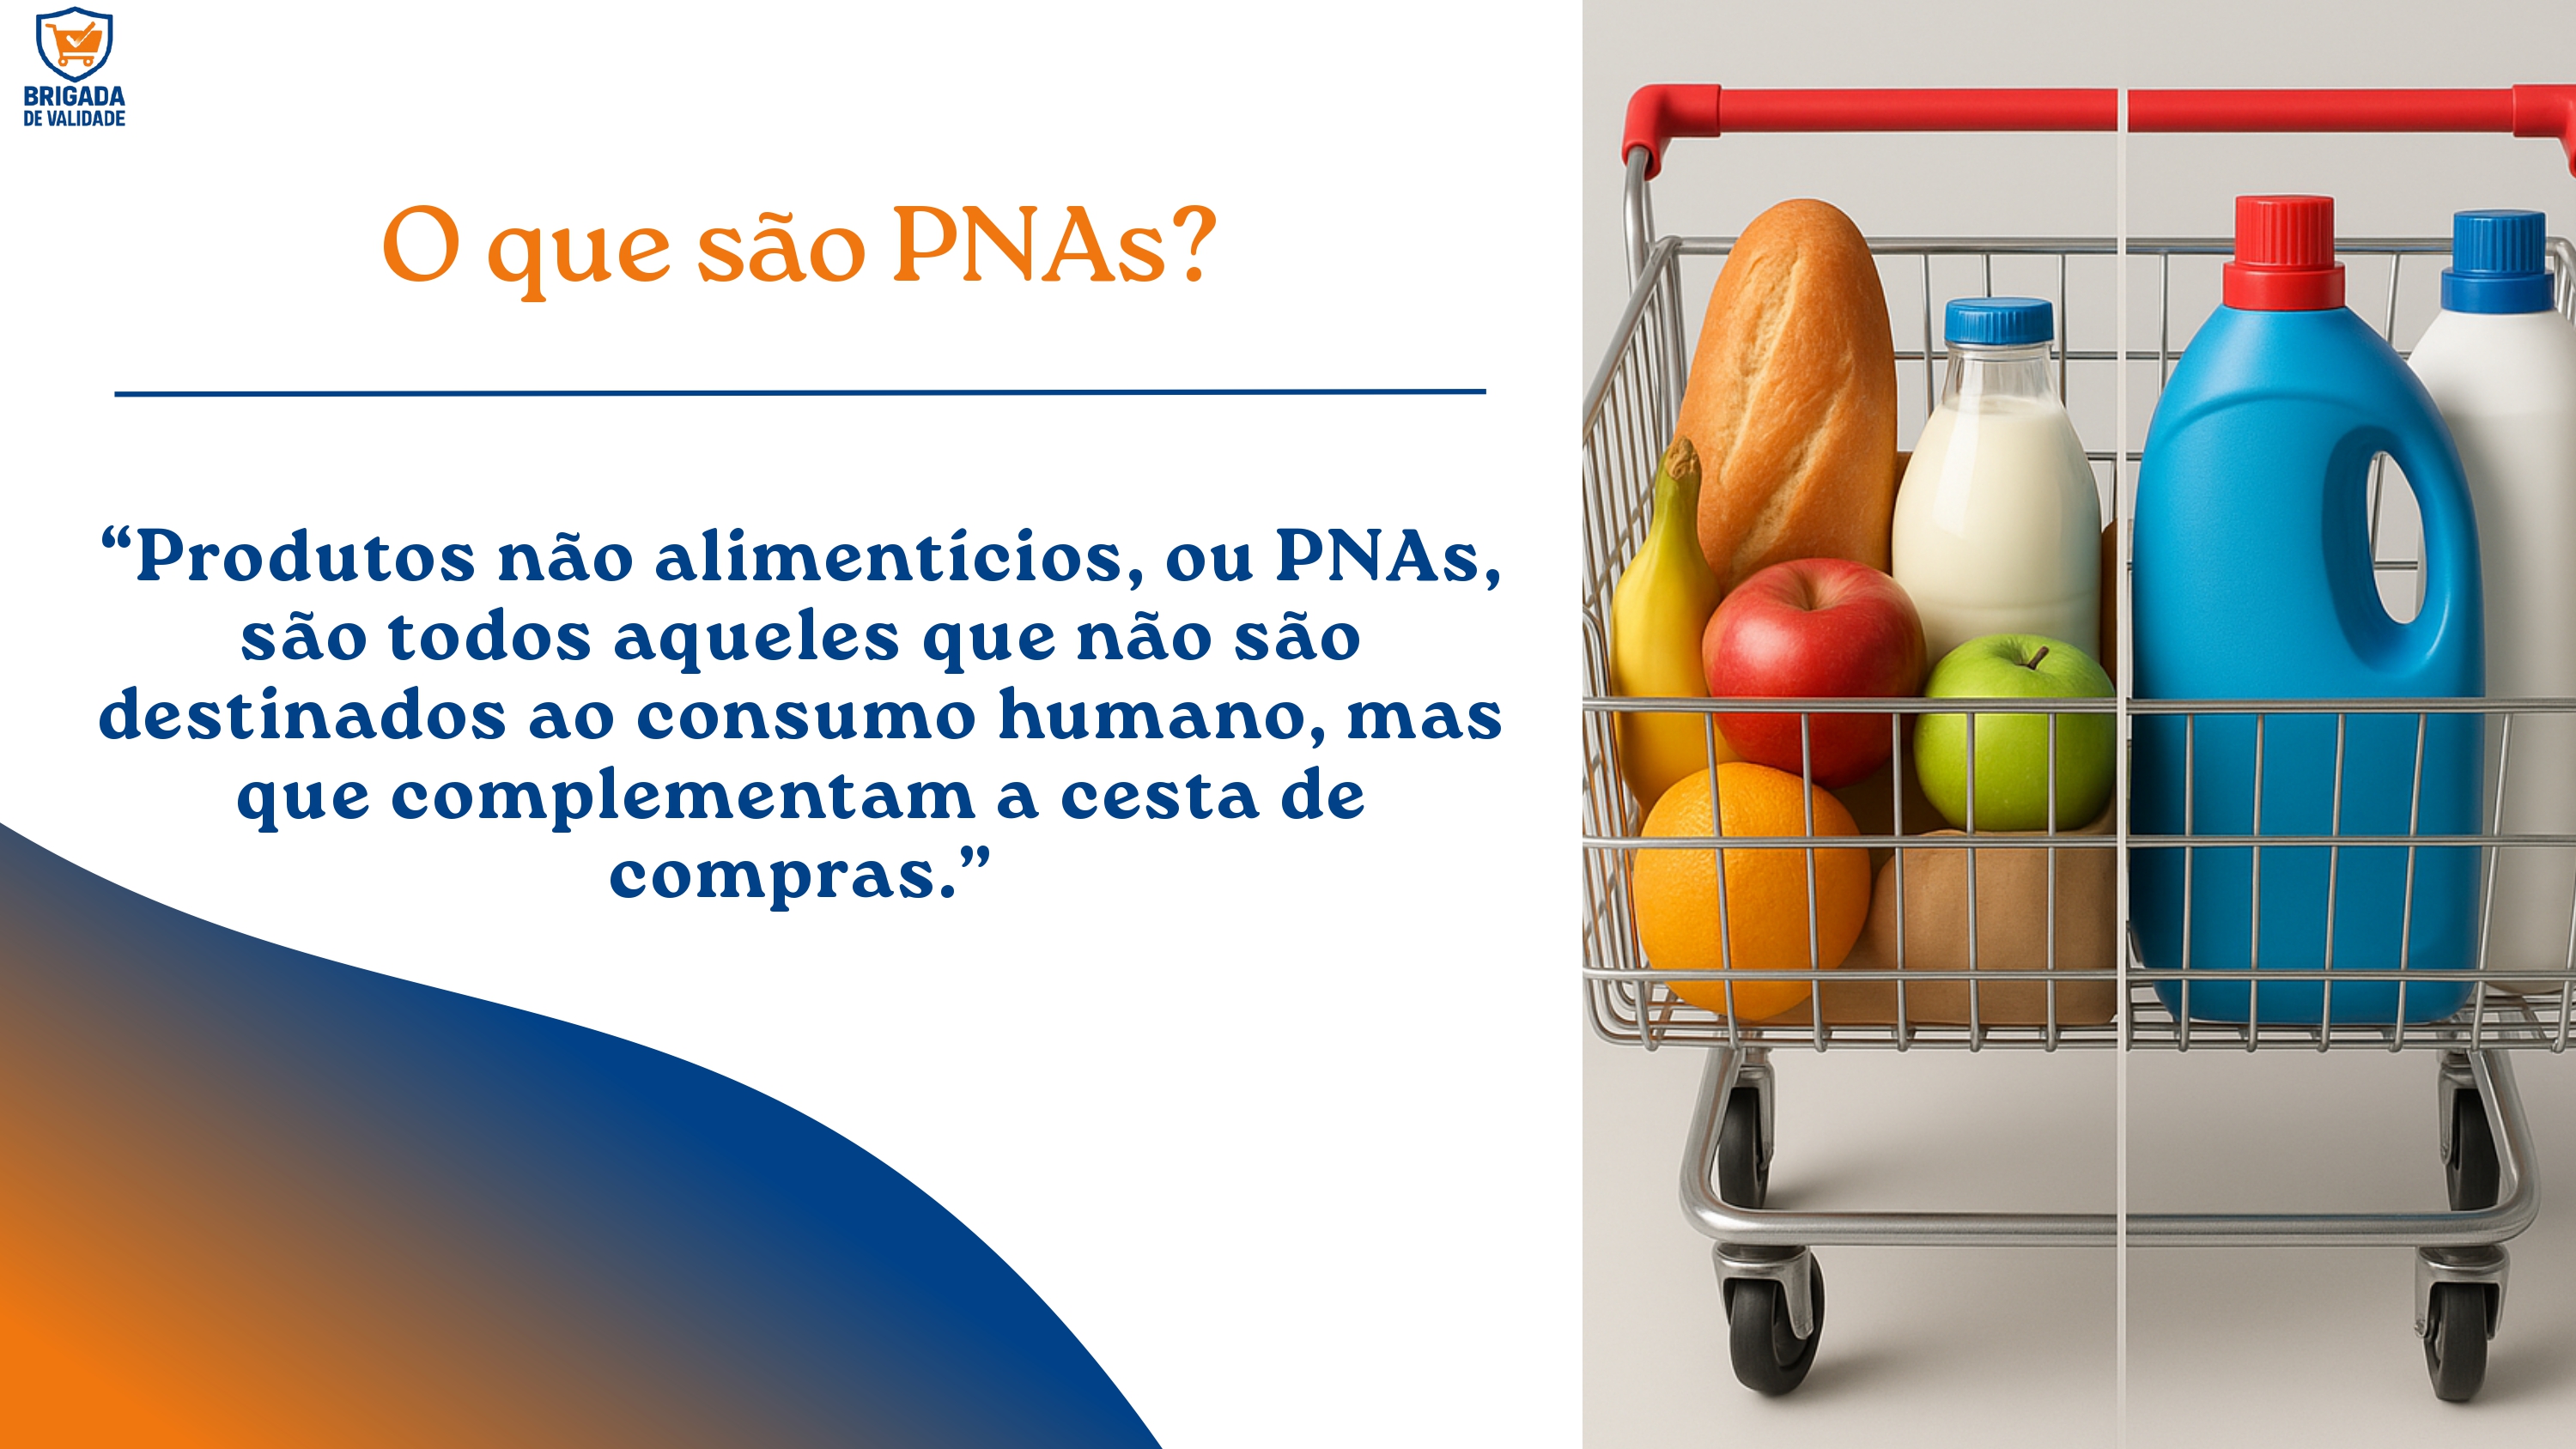 BRIGADA
DE VALIDADE
O que são PNAs?
“Produtos não alimentícios, ou PNAs,
são todos aqueles que não são
destinados ao consumo humano, mas
que complementam a cesta de
compras.”